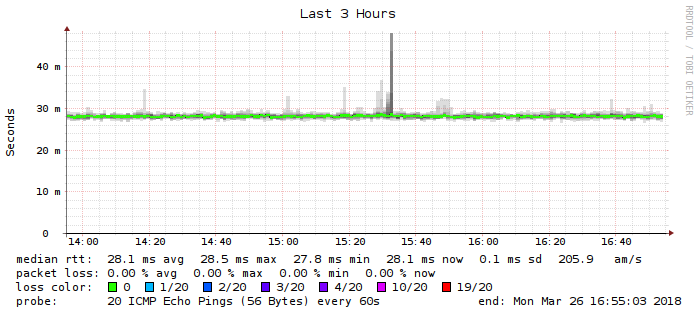 Last 3 Hours
RRDTOOL / TOBI OETIKER
Seconds
40 m
30 m
20 m
10 m
0
14:00 14:20 14:40 15:00 15:20 15:40 16:00 16:20 16:40
median rtt: 28.1 ms avg 28.5 ms max 27.8 ms min 28.1 ms now 0.1 ms sd 205.9 am/s
packet loss: 0.00 % avg 0.00 % max 0.00 % min 0.00 % now
loss color: 0 1/20 2/20 3/20 4/20 10/20 19/20
probe: 20 ICMP Echo Pings (56 Bytes) every 60s end: Mon Mar 26 16:55:03 2018